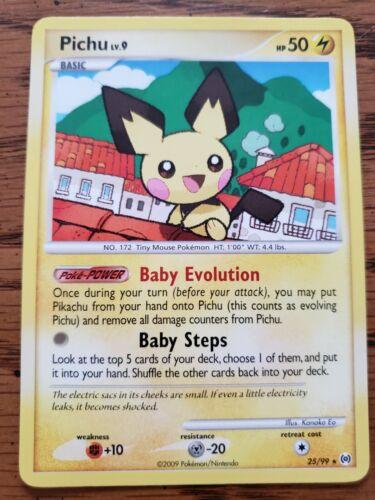 Pichu LV.9 HP 50
BASIC
NO. 172 Tiny Mouse Pokémon HT: 1'00" WT: 4.4 lbs.
Poké-POWER Baby Evolution
Once during your turn (before your attack), you may put
Pikachu from your hand onto Pichu (this counts as evolving
Pichu) and remove all damage counters from Pichu.
Baby Steps
Look at the top 5 cards of your deck, choose 1 of them, and put
it into your hand. Shuffle the other cards back into your deck.
The electric sacs in its cheeks are small. If even a little electricity
leaks, it becomes shocked.
Illus. Kanako Eo
weakness resistance retreat cost
+10 -20
©2009 Pokémon/Nintendo 25/99 ★